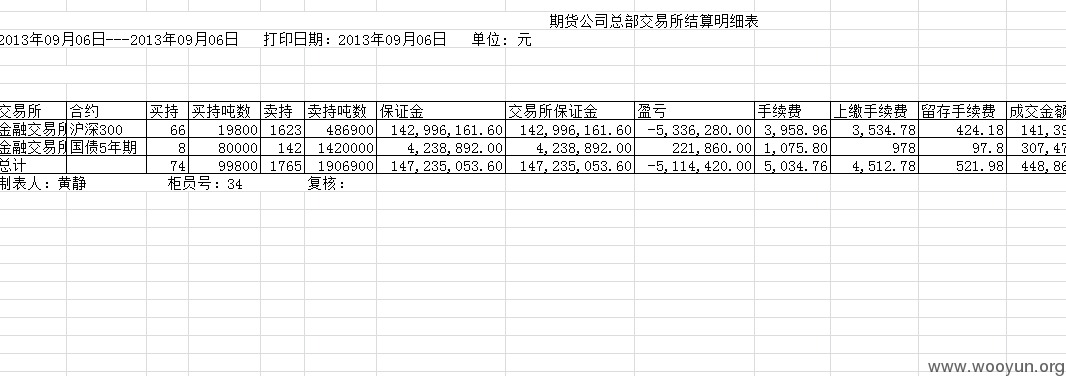 期货公司总部交易所结算明细表
2013年09月06日---2013年09月06日 打印日期：2013年09月06日 单位：元
交易所 合约 买持 买持吨数 卖持 卖持吨数 保证金 交易所保证金 盈亏 手续费 上缴手续费 留存手续费 成交金额
金融交易所 沪深300 66 19800 1623 486900 142,996,161.60 142,996,161.60 -5,336,280.00 3,958.96 3,534.78 424.18 141,39
金融交易所 国债5年期 8 80000 142 1420000 4,238,892.00 4,238,892.00 221,860.00 1,075.80 978 97.8 307,47
总计 74 99800 1765 1906900 147,235,053.60 147,235,053.60 -5,114,420.00 5,034.76 4,512.78 521.98 448,86
制表人：黄静 柜员号：34 复核：
www.wooyun.org